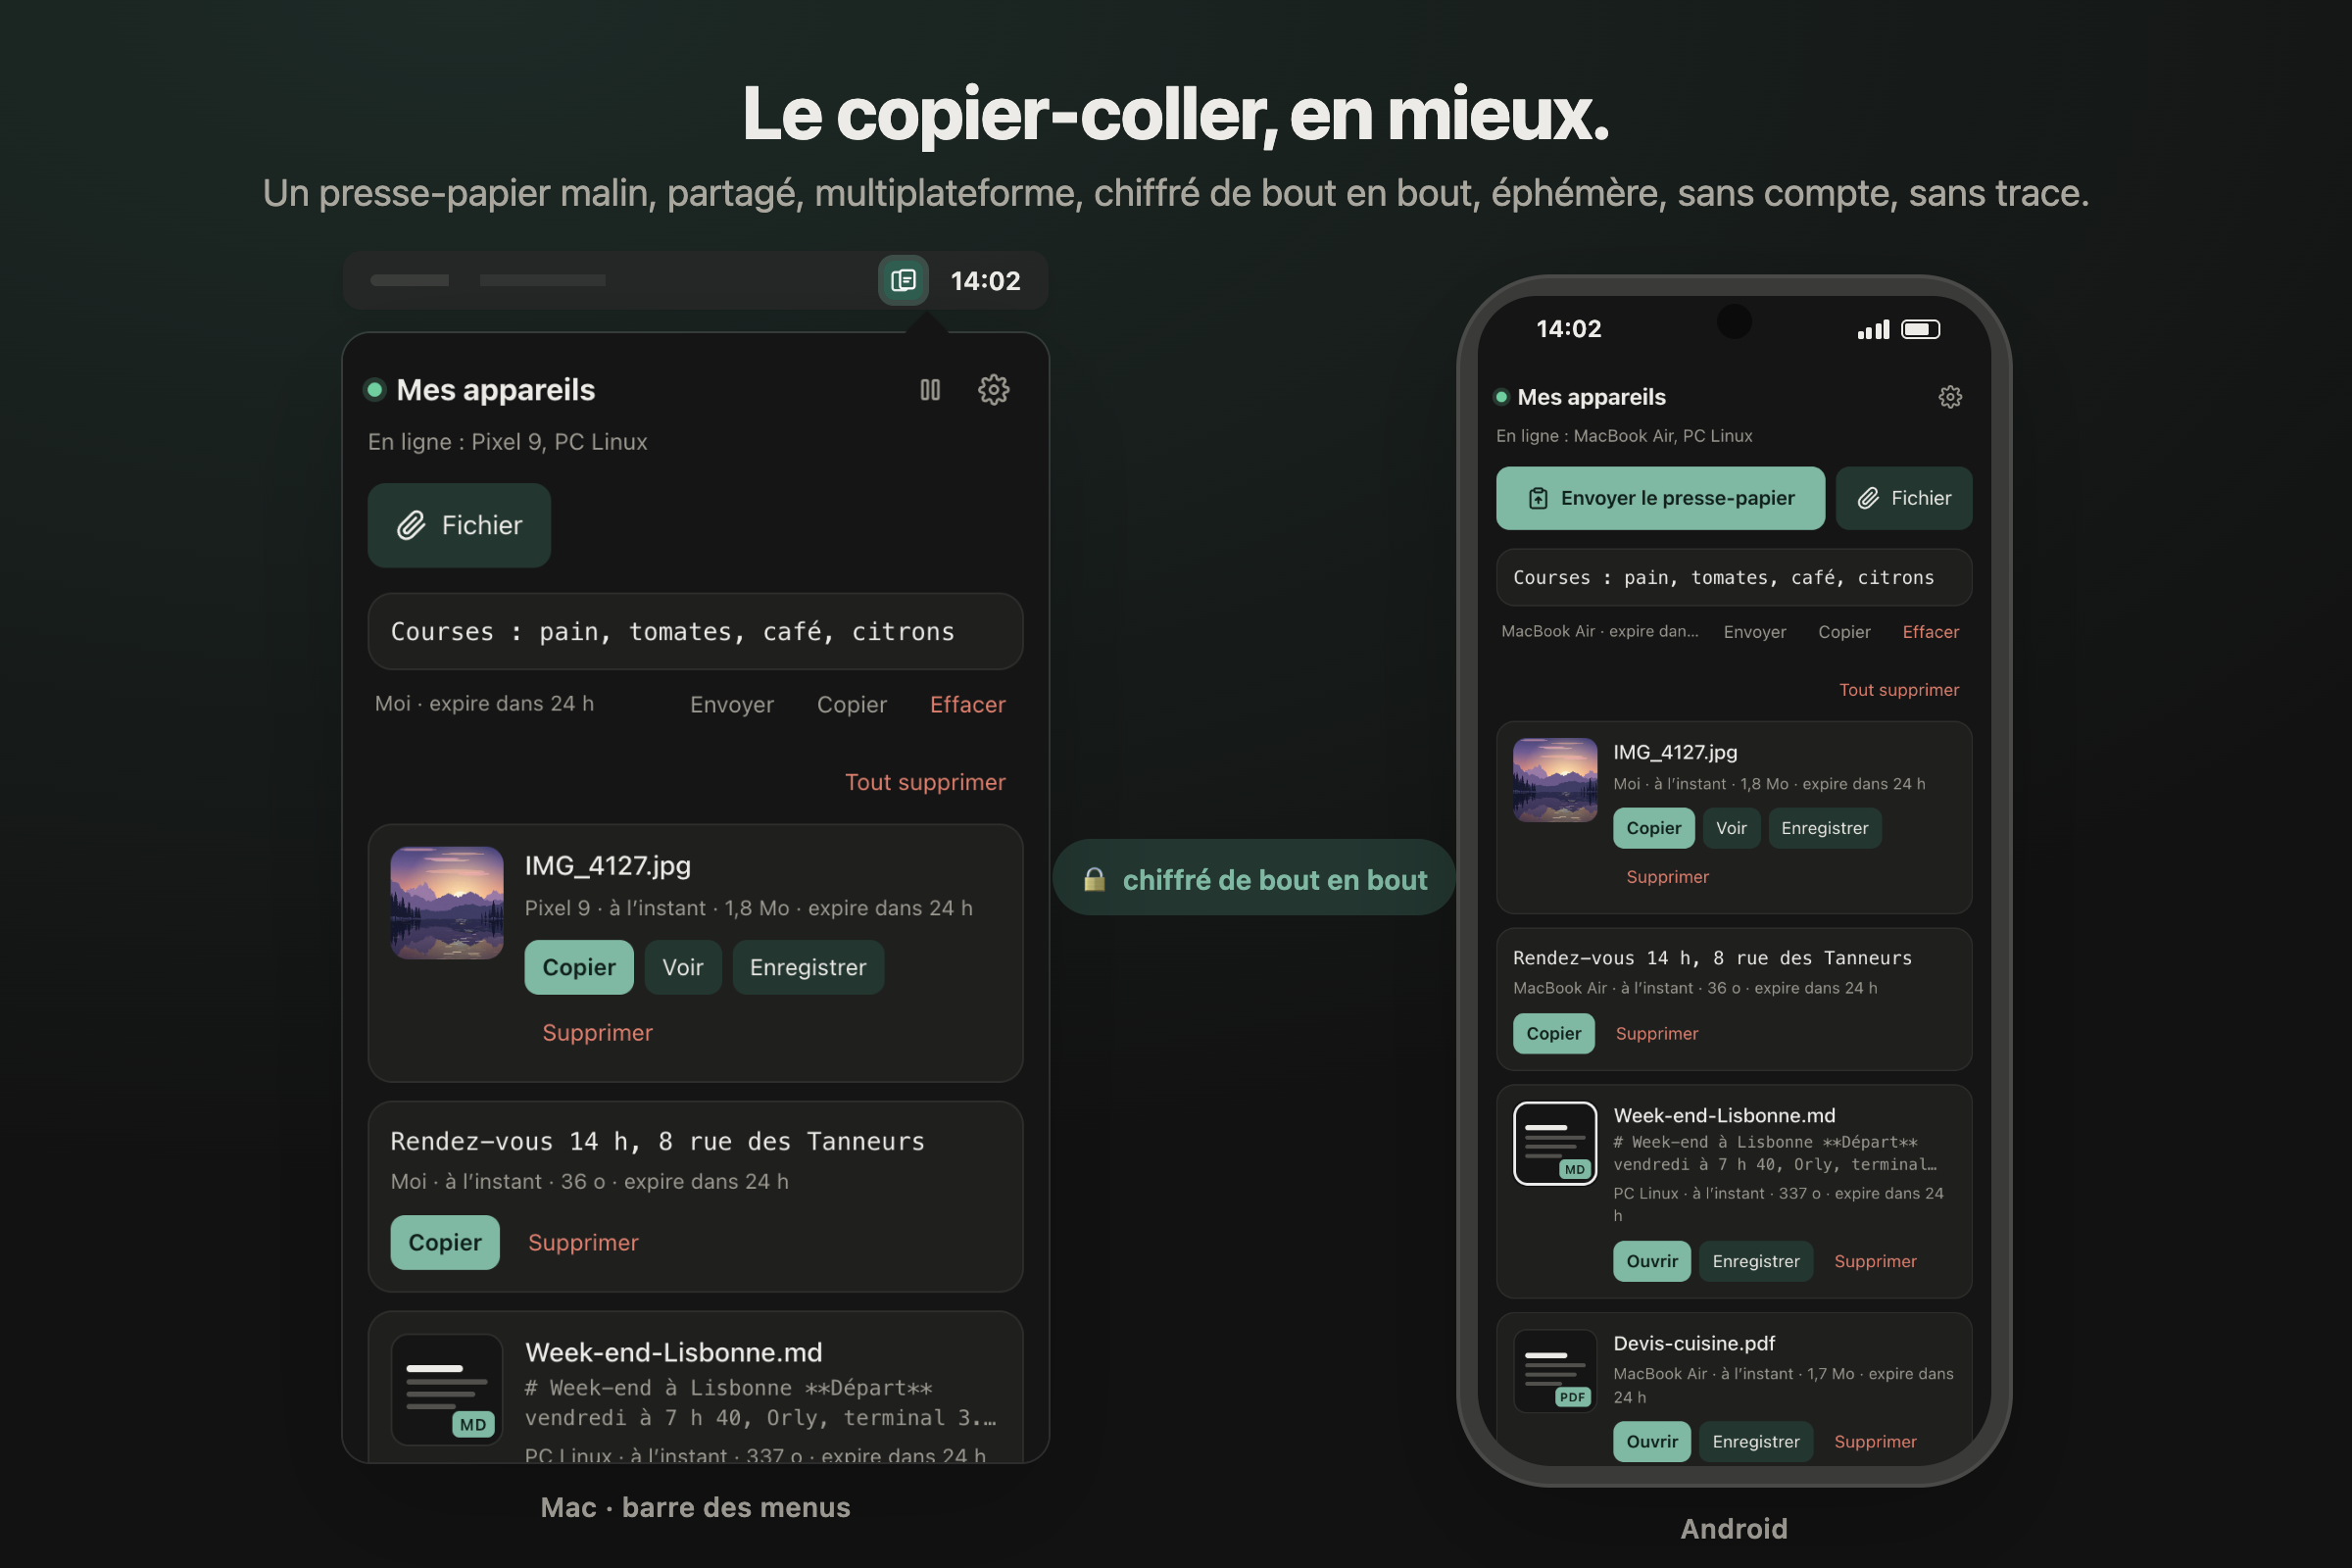 Le copier-coller, en mieux.
Un presse-papier malin, partagé, multiplateforme, chiffré de bout en bout, éphémère, sans compte, sans trace.
14:02
Mes appareils
En ligne : Pixel 9, PC Linux
Fichier
Courses : pain, tomates, café, citrons
Moi · expire dans 24 h Envoyer Copier Effacer
Tout supprimer
IMG_4127.jpg
Pixel 9 · à l’instant · 1,8 Mo · expire dans 24 h
Copier Voir Enregistrer
Supprimer
Rendez-vous 14 h, 8 rue des Tanneurs
Moi · à l’instant · 36 o · expire dans 24 h
Copier Supprimer
MD
Week-end-Lisbonne.md
# Week-end à Lisbonne **Départ**
vendredi à 7 h 40, Orly, terminal 3.…
PC Linux · à l’instant · 337 o · expire dans 24 h
Mac · barre des menus
chiffré de bout en bout
14:02
Mes appareils
En ligne : MacBook Air, PC Linux
Envoyer le presse-papier Fichier
Courses : pain, tomates, café, citrons
MacBook Air · expire dan… Envoyer Copier Effacer
Tout supprimer
IMG_4127.jpg
Moi · à l’instant · 1,8 Mo · expire dans 24 h
Copier Voir Enregistrer
Supprimer
Rendez-vous 14 h, 8 rue des Tanneurs
MacBook Air · à l’instant · 36 o · expire dans 24 h
Copier Supprimer
MD
Week-end-Lisbonne.md
# Week-end à Lisbonne **Départ**
vendredi à 7 h 40, Orly, terminal…
PC Linux · à l’instant · 337 o · expire dans 24
h
Ouvrir Enregistrer Supprimer
PDF
Devis-cuisine.pdf
MacBook Air · à l’instant · 1,7 Mo · expire dans
24 h
Ouvrir Enregistrer Supprimer
Android